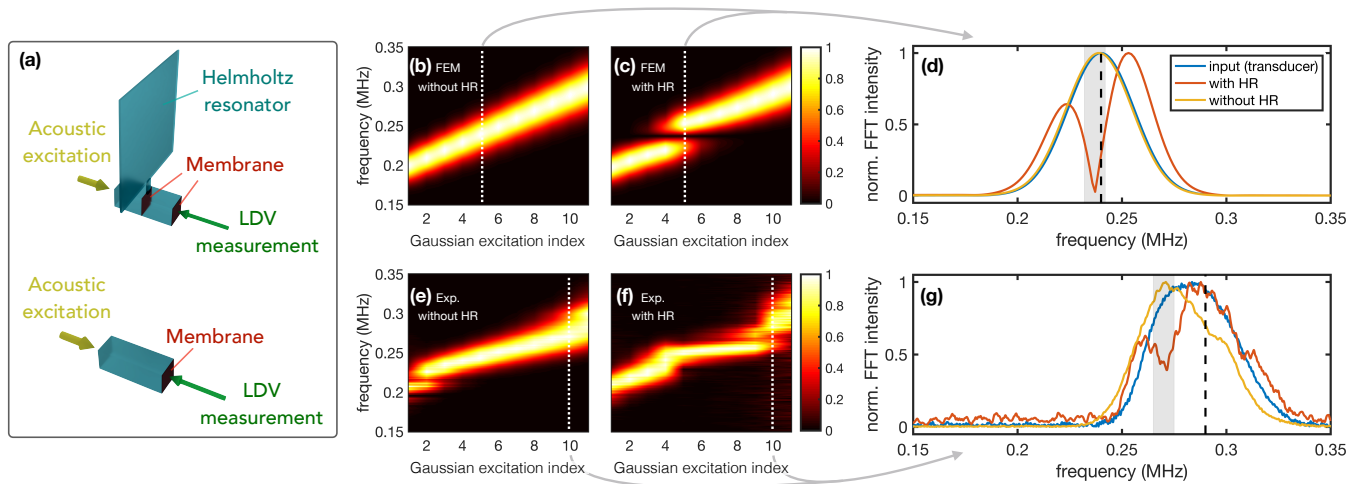 (a)
Helmholtz
resonator
Acoustic
excitation
Membrane
LDV
measurement
Acoustic
excitation
Membrane
LDV
measurement
frequency (MHz)
0.35
0.3
0.25
0.2
0.15
(b) FEM
without HR
2 4 6 8 10
Gaussian excitation index
(c) FEM
with HR
2 4 6 8 10
Gaussian excitation index
1
0.8
0.6
0.4
0.2
0
norm. FFT intensity
1
0.5
0
(d)
input (transducer)
with HR
without HR
0.15 0.2 0.25 0.3 0.35
frequency (MHz)
frequency (MHz)
0.35
0.3
0.25
0.2
0.15
(e) Exp.
without HR
2 4 6 8 10
Gaussian excitation index
(f) Exp.
with HR
2 4 6 8 10
Gaussian excitation index
1
0.8
0.6
0.4
0.2
0
norm. FFT intensity
1
0.5
0
(g)
0.15 0.2 0.25 0.3 0.35
frequency (MHz)